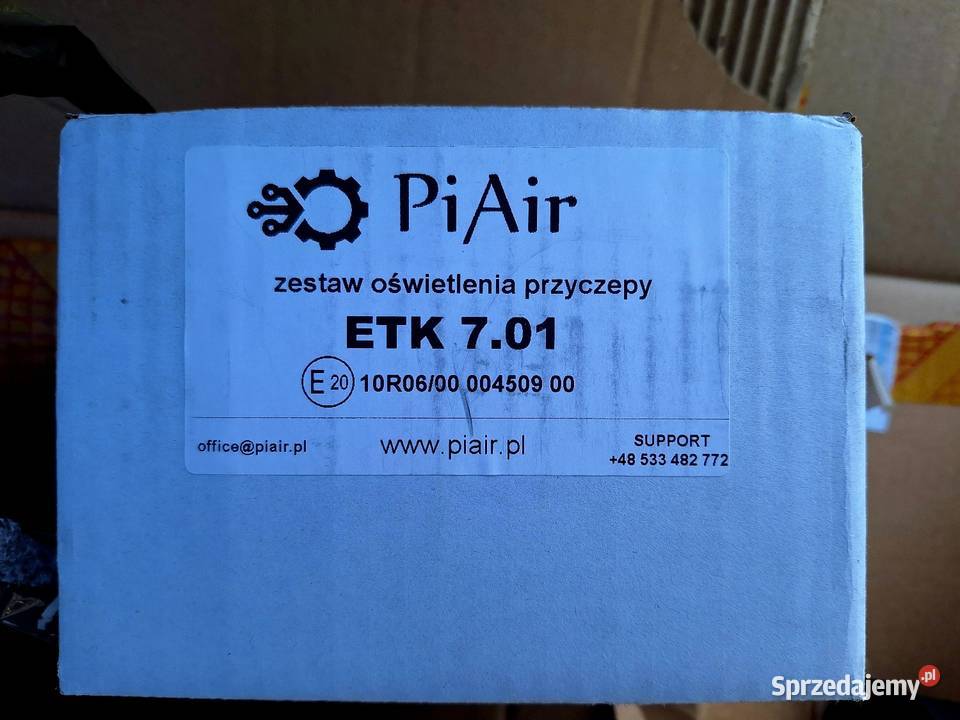 PiAir
zestaw oświetlenia przyczepy
ETK 7.01
E 20 10R06/00 004509 00
office@piair.pl www.piair.pl SUPPORT
+48 533 482 772
Sprzedajemy.pl